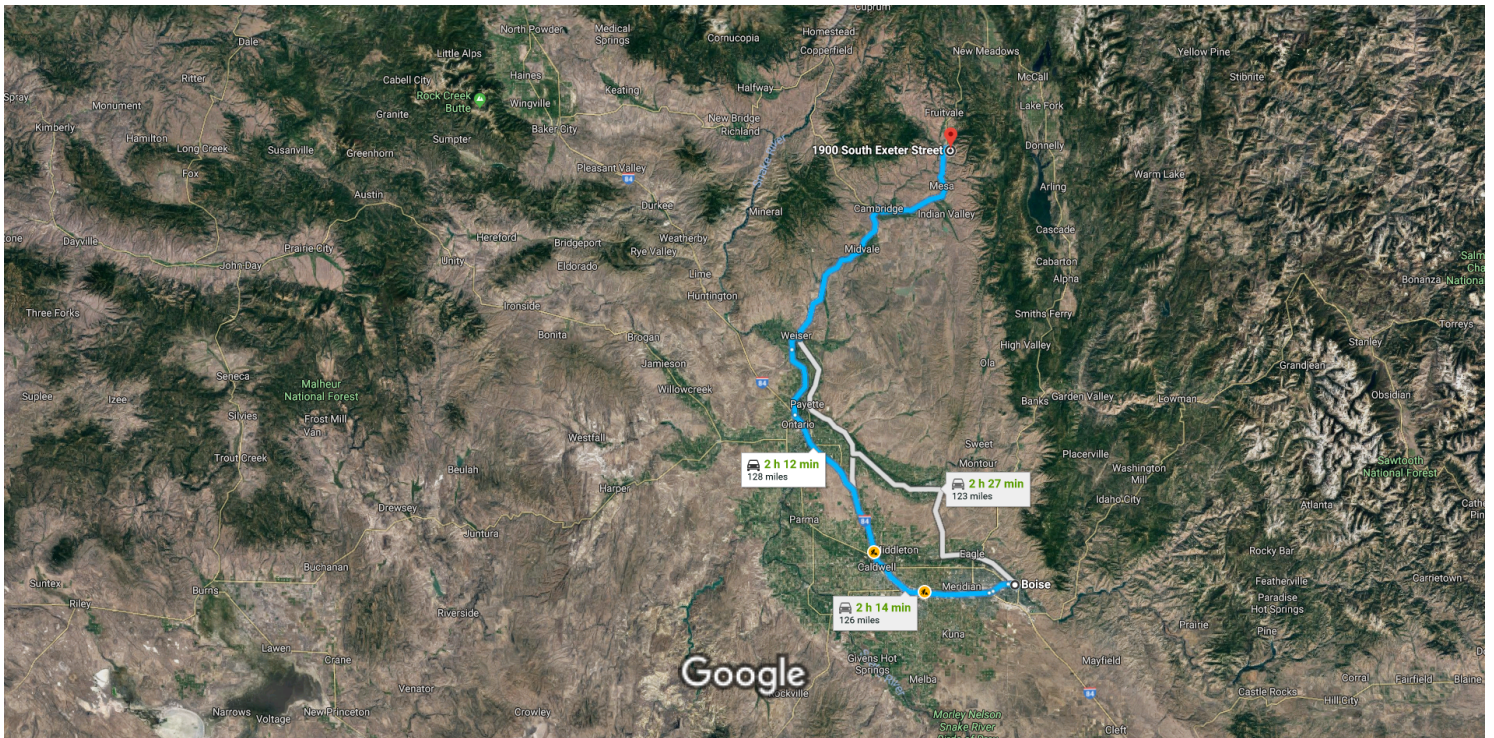 Cuprum
Dale
North Powder
Medical
Springs
Cornucopia
Homestead
Copperfield
Little Alps
New Meadows
Yellow Pine
Ritter
Cabell City
Haines
Keating
Halfway
McCall
Stibnite
Spray
Monument
Rock Creek
Butte
Wingville
Granite
New Bridge
Richland
Fruitvale
Lake Fork
Kimberly
Hamilton
Long Creek
Sumpter
Baker City
Susanville
Greenhorn
1900 South Exeter Street
Donnelly
Fox
Pleasant Valley
84
Warm Lake
Austin
Durkee
Mineral
Mesa
Arling
Cambridge
Indian Valley
Dayville
Prairie City
Hereford
Bridgeport
Weatherby
Rye Valley
Midvale
Cascade
John Day
Unity
Eldorado
Lime
Cabarton
Alpha
Bonanza
Three Forks
Ironside
Huntington
Smiths Ferry
Bonita
Brogan
Weiser
High Valley
Torreys
Stanley
Seneca
Jamieson
Ola
Grandjean
Suplee
Izee
Malheur
National Forest
Willowcreek
84
Payette
Banks
Garden Valley
Lowman
Obsidian
Silvies
Frost Mill
Van
Ontario
Westfall
Sweet
Trout Creek
Beulah
2 h 12 min
128 miles
Montour
Placerville
Washington
Mill
Sawtooth
National Forest
Harper
2 h 27 min
123 miles
Idaho City
Atlanta
Drewsey
Parma
84
Juntura
Middleton
Eagle
Rocky Bar
Buchanan
Caldwell
Suntex
Burns
Meridian
Boise
Featherville
Carrietown
Riley
Riverside
2 h 14 min
126 miles
Paradise
Hot Springs
Prairie
Pine
Kuna
Lawen
Crane
Givens Hot
Springs
Mayfield
Google
Venator
Melba
84
Castle Rocks
Corral
Fairfield
Blaine
Hill City
Narrows
Voltage
New Princeton
Crowley
Morley Nelson
Snake River
Cleft